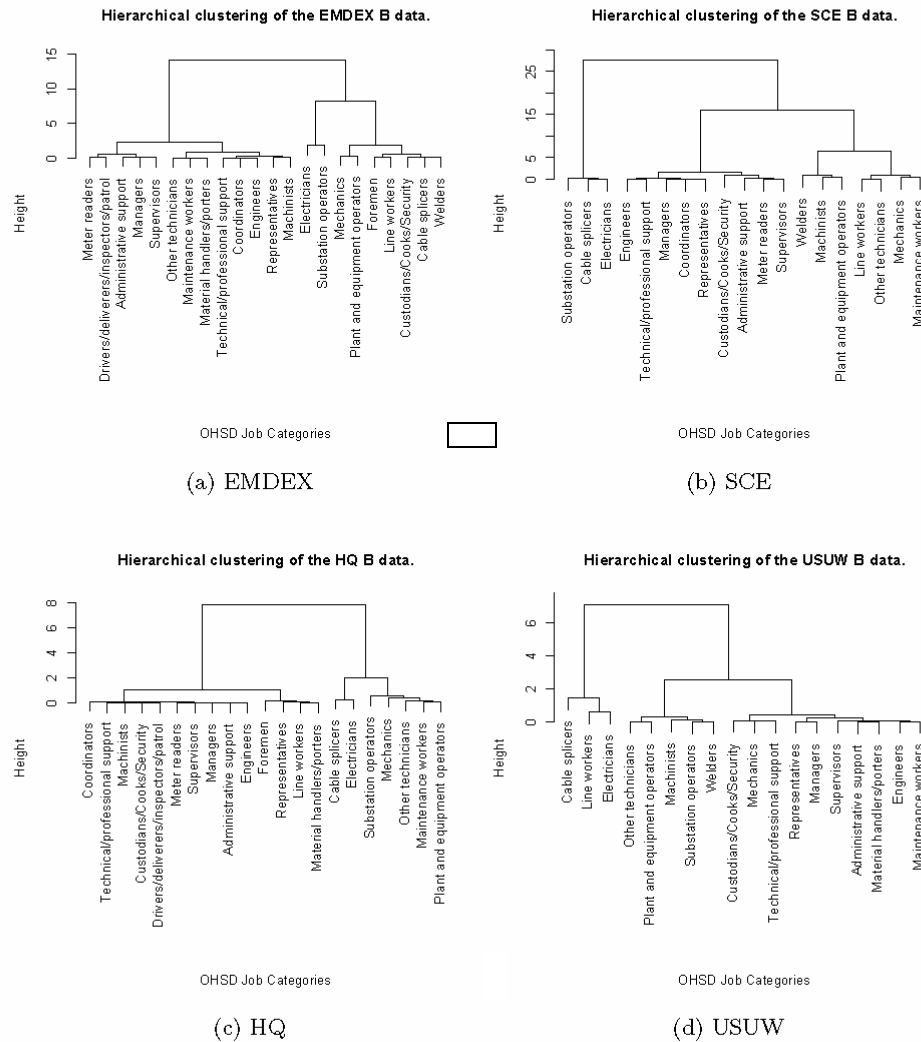 Hierarchical clustering of the EMDEX B data.
Height
0 5 10 15
Meter readers
Drivers/deliverers/inspectors/patrol
Administrative support
Managers
Supervisors
Other technicians
Maintenance workers
Material handlers/porters
Technical/professional support
Coordinators
Engineers
Representatives
Machinists
Electricians
Substation operators
Mechanics
Plant and equipment operators
Foremen
Line workers
Custodians/Cooks/Security
Cable splicers
Welders
OHSD Job Categories
(a) EMDEX
Hierarchical clustering of the SCE B data.
Height
0 5 15 25
Substation operators
Cable splicers
Electricians
Engineers
Technical/professional support
Managers
Coordinators
Representatives
Custodians/Cooks/Security
Administrative support
Meter readers
Supervisors
Welders
Machinists
Plant and equipment operators
Line workers
Other technicians
Mechanics
Maintenance workers
OHSD Job Categories
(b) SCE
Hierarchical clustering of the HQ B data.
Height
0 2 4 6 8
Coordinators
Technical/professional support
Machinists
Custodians/Cooks/Security
Drivers/deliverers/inspectors/patrol
Meter readers
Supervisors
Managers
Administrative support
Engineers
Foremen
Representatives
Line workers
Material handlers/porters
Cable splicers
Electricians
Substation operators
Mechanics
Other technicians
Maintenance workers
Plant and equipment operators
OHSD Job Categories
(c) HQ
Hierarchical clustering of the USUW B data.
Height
0 2 4 6
Cable splicers
Line workers
Electricians
Other technicians
Plant and equipment operators
Machinists
Substation operators
Welders
Custodians/Cooks/Security
Mechanics
Technical/professional support
Representatives
Managers
Supervisors
Administrative support
Material handlers/porters
Engineers
Maintenance workers
OHSD Job Categories
(d) USUW